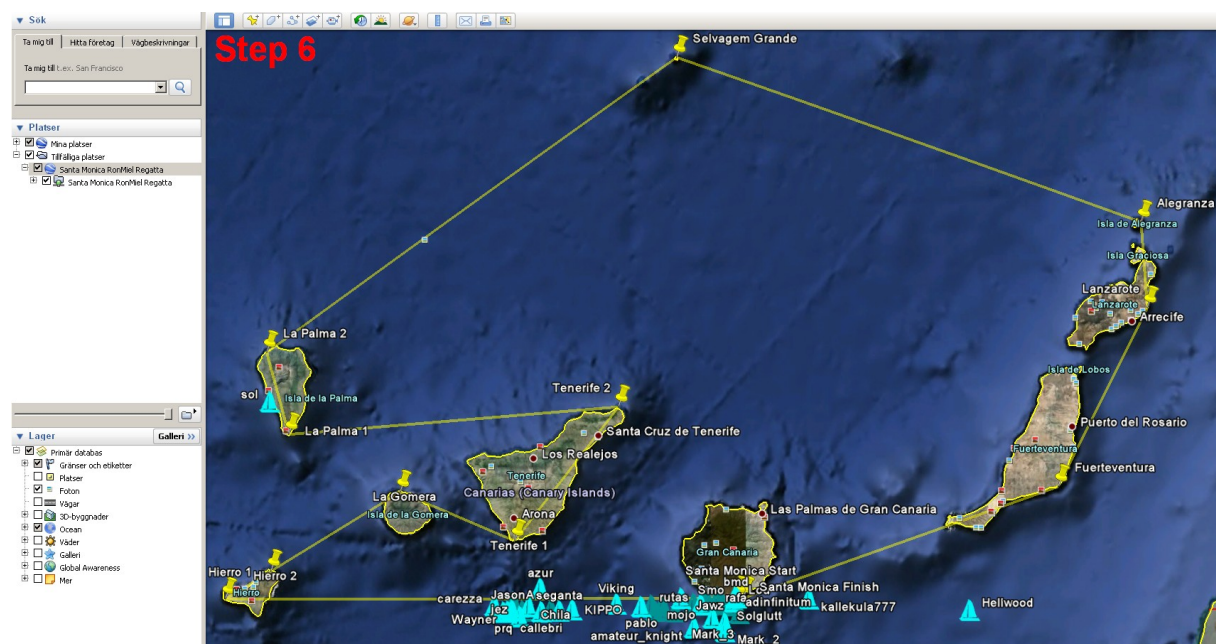 Sök
Ta mig till
Hitta företag
Vägbeskrivningar
Ta mig till t.ex. San Francisco
Platser
Mina platser
Tillfälliga platser
Santa Monica RonMiel Regatta
Santa Monica RonMiel Regatta
Lager
Galleri >>
Primär databas
Gränser och etiketter
Platser
Foton
Vägar
3D-byggnader
Ocean
Väder
Galleri
Global Awareness
Mer
Step 6
Selvagem Grande
Alegranza
Isla de Alegranza
Isla Graciosa
Lanzarote
Lanzarote
Arrecife
La Palma 2
Isla de Lobos
Tenerife 2
sol
Isla de la Palma
La Palma 1
Santa Cruz de Tenerife
Puerto del Rosario
Los Realejos
Fuerteventura
Tenerife
Fuerteventura
La Gomera
Canarias (Canary Islands)
Isla de la Gomera
Arona
Las Palmas de Gran Canaria
Tenerife 1
Gran Canaria
Hierro 1
Hierro 2
azur
Santa Monica Start
bmd
Santa Monica Finish
Hierro
Viking
Smo
carezza
JasonA
seganta
rutas
rafa
adinfinitum
jez
Chila
KIPPO
Jawz
kallekula777
Hellwood
Wayner
pablo
mojo
Solglutt
prq
callebri
amateur_knight
Mark_3
Mark_2